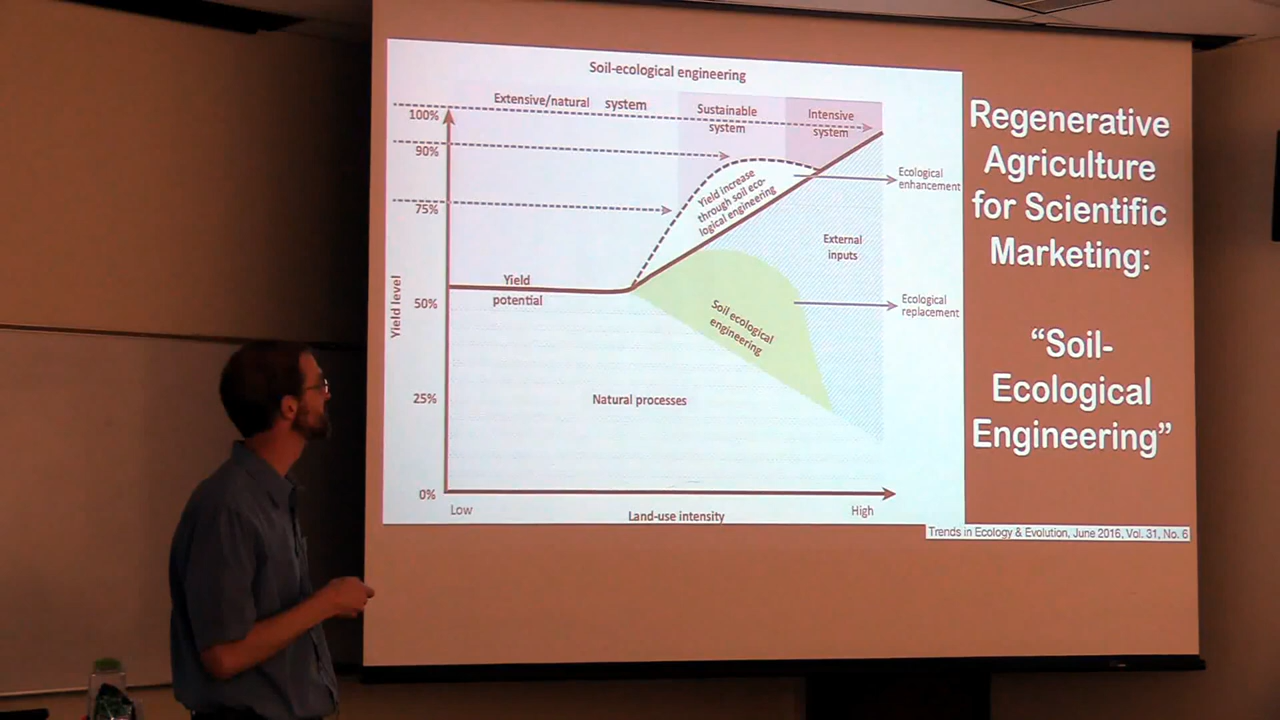 Soil-ecological engineering
Extensive/natural system
Sustainable
system
Intensive
system
100%
90%
75%
50%
25%
0%
Yield level
Yield
potential
Yield increase
through soil eco-
logical engineering
Ecological
enhancement
External
inputs
Ecological
replacement
Soil ecological
engineering
Natural processes
Low
Land-use intensity
High
Regenerative
Agriculture
for Scientific
Marketing:
“Soil-
Ecological
Engineering”
Trends in Ecology & Evolution, June 2016, Vol. 31, No. 6